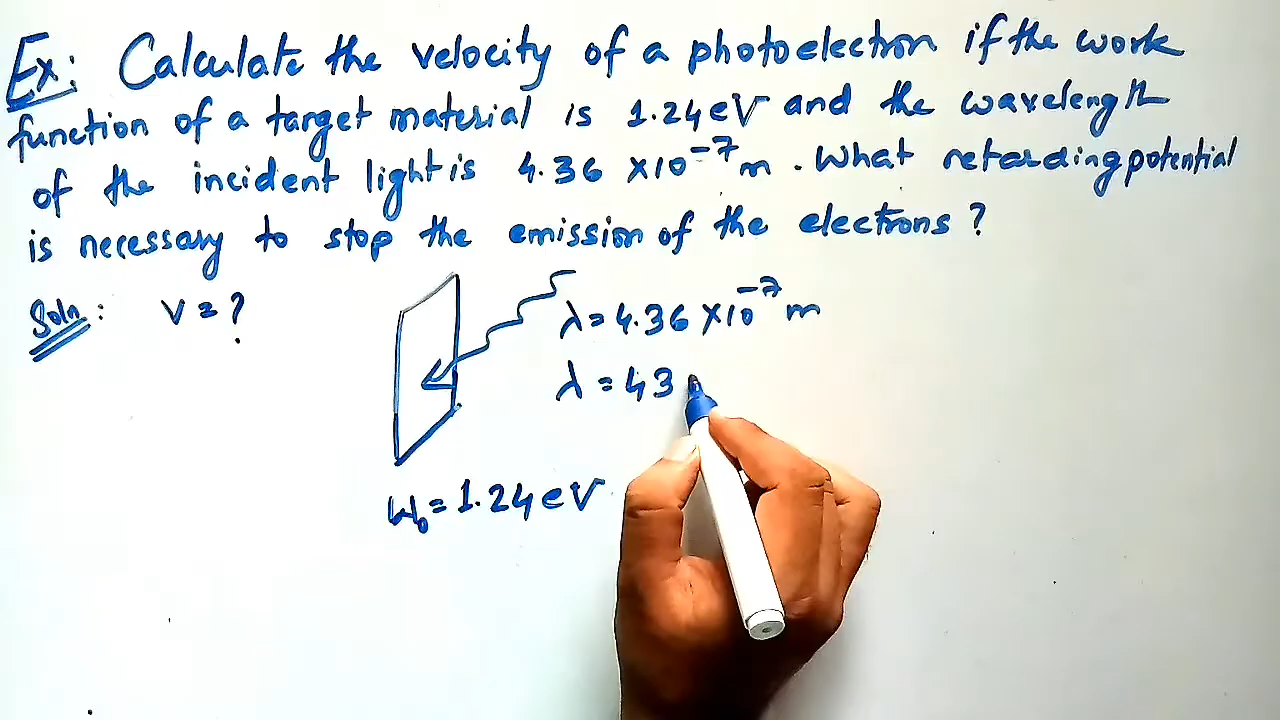 Ex: Calculate the velocity of a photoelectron if the work
function of a target material is 1.24eV and the wavelength
of the incident light is 4.36 ×10⁻⁷m. What retarding potential
is necessary to stop the emission of the electrons?
Soln: V = ?
λ = 4.36 ×10⁻⁷ m
λ = 43
W₀ = 1.24eV